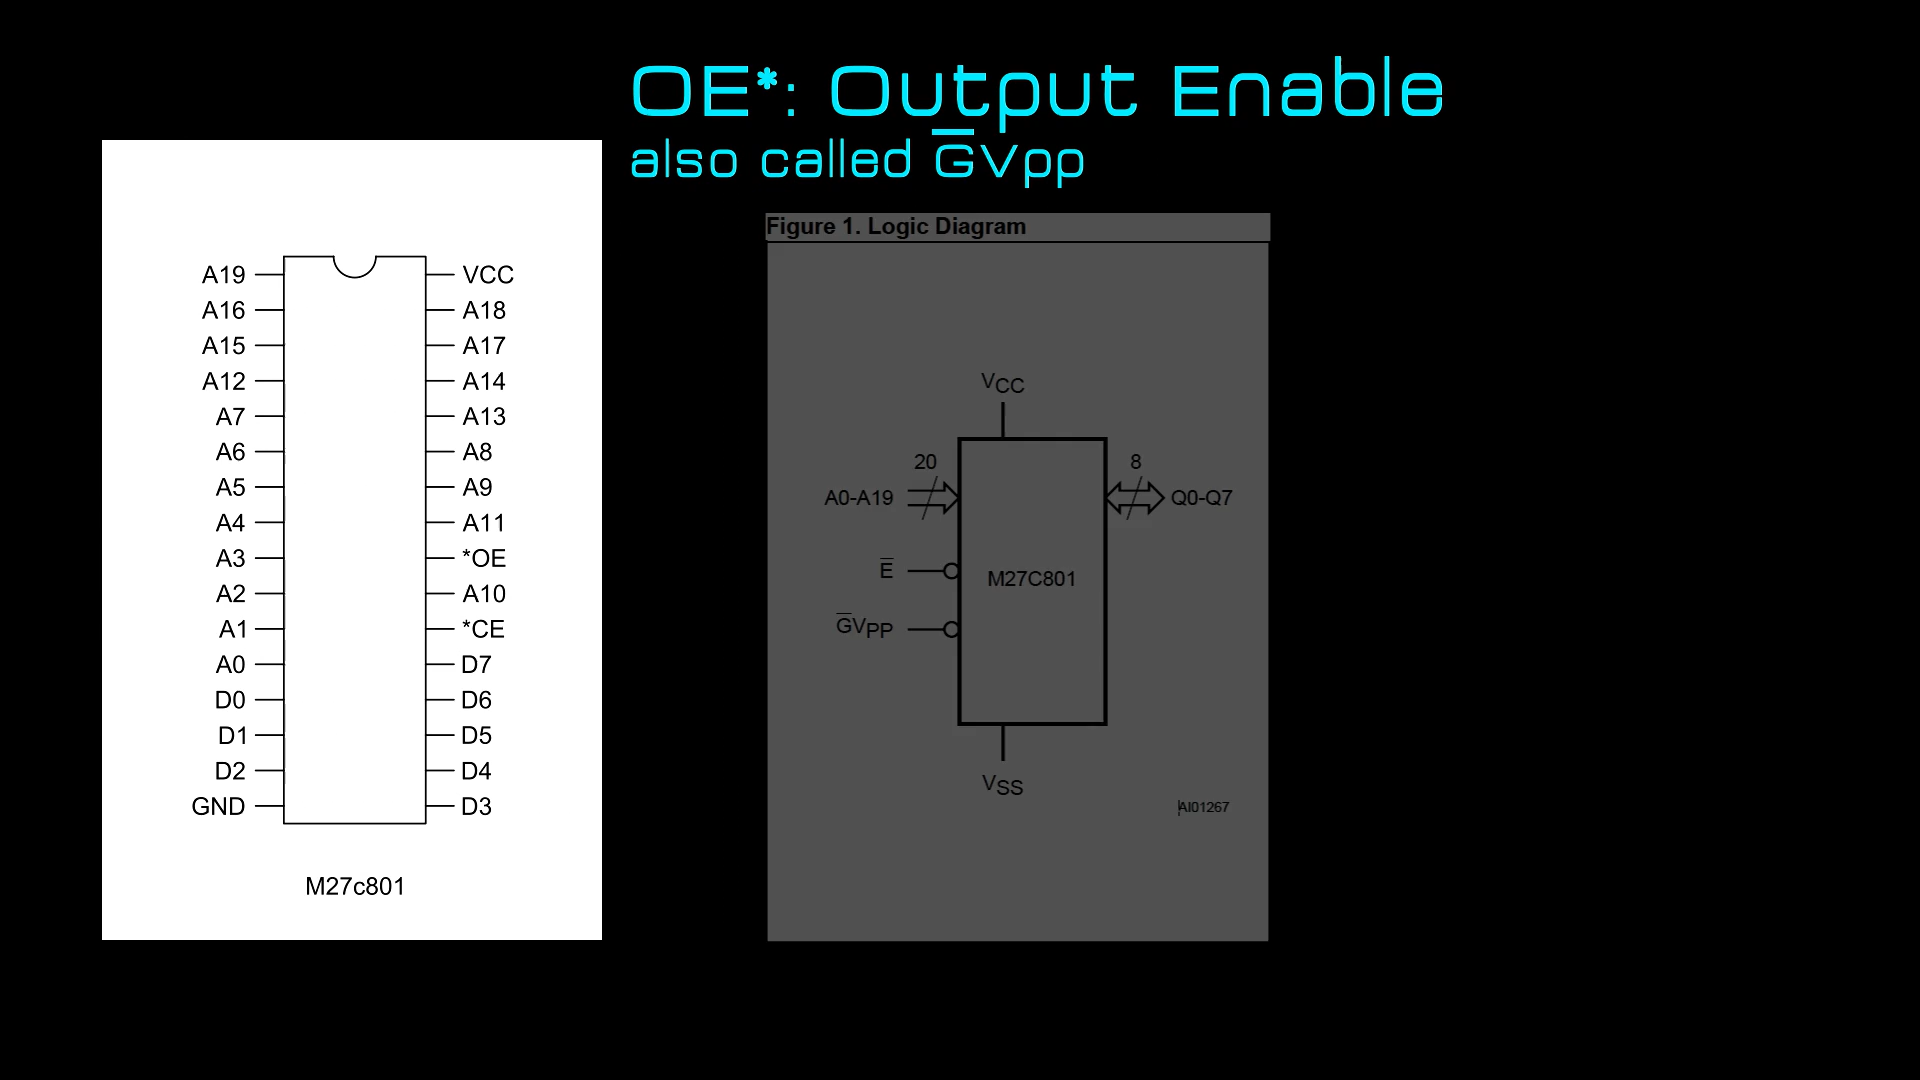 OE*: Output Enable
also called G̅Vpp
A19 VCC
A16 A18
A15 A17
A12 A14
A7 A13
A6 A8
A5 A9
A4 A11
A3 *OE
A2 A10
A1 *CE
A0 D7
D0 D6
D1 D5
D2 D4
GND D3
M27c801
Figure 1. Logic Diagram
VCC
20 8
A0-A19 Q0-Q7
E̅
M27C801
G̅VPP
VSS
AI01267